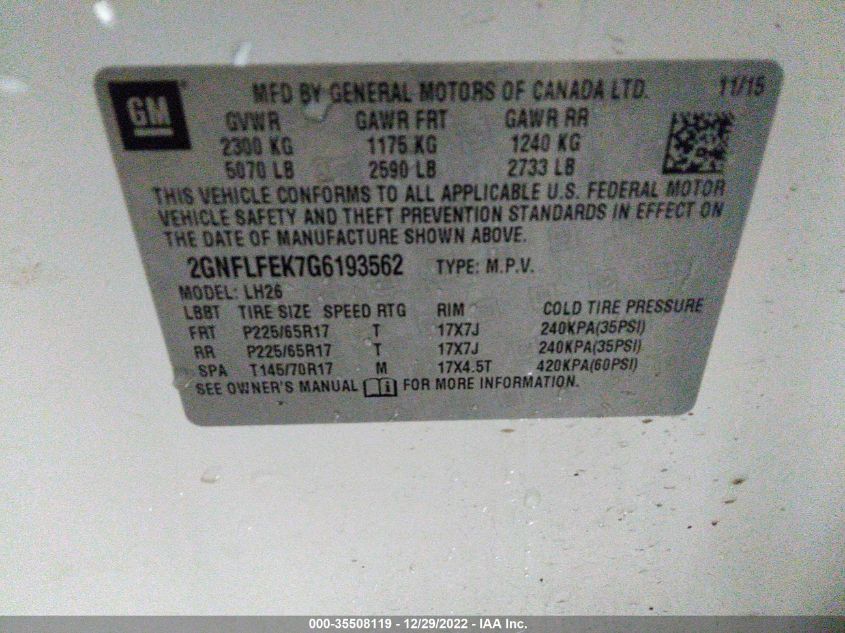 GM
MFD BY GENERAL MOTORS OF CANADA LTD. 11/15
GVWR GAWR FRT GAWR RR
2300 KG 1175 KG 1240 KG
5070 LB 2590 LB 2733 LB
THIS VEHICLE CONFORMS TO ALL APPLICABLE U.S. FEDERAL MOTOR
VEHICLE SAFETY AND THEFT PREVENTION STANDARDS IN EFFECT ON
THE DATE OF MANUFACTURE SHOWN ABOVE.
2GNFLFEK7G6193562 TYPE: M.P.V.
MODEL: LH26
LBBT TIRE SIZE SPEED RTG RIM COLD TIRE PRESSURE
FRT P225/65R17 T 17X7J 240KPA(35PSI)
RR P225/65R17 T 17X7J 240KPA(35PSI)
SPA T145/70R17 M 17X4.5T 420KPA(60PSI)
SEE OWNER'S MANUAL i FOR MORE INFORMATION.
000-35508119 - 12/29/2022 - IAA Inc.